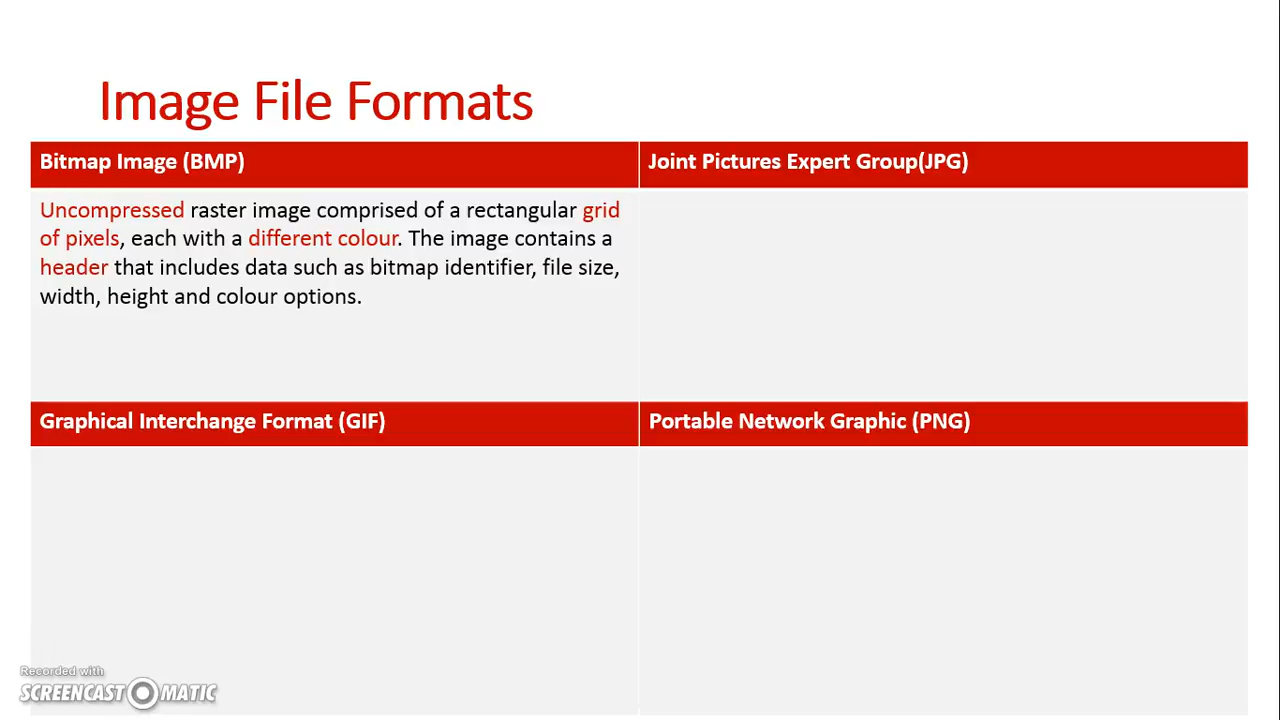 Image File Formats
Bitmap Image (BMP)
Joint Pictures Expert Group(JPG)
Uncompressed raster image comprised of a rectangular grid
of pixels, each with a different colour. The image contains a
header that includes data such as bitmap identifier, file size,
width, height and colour options.
Graphical Interchange Format (GIF)
Portable Network Graphic (PNG)
Recorded with
SCREENCAST MATIC